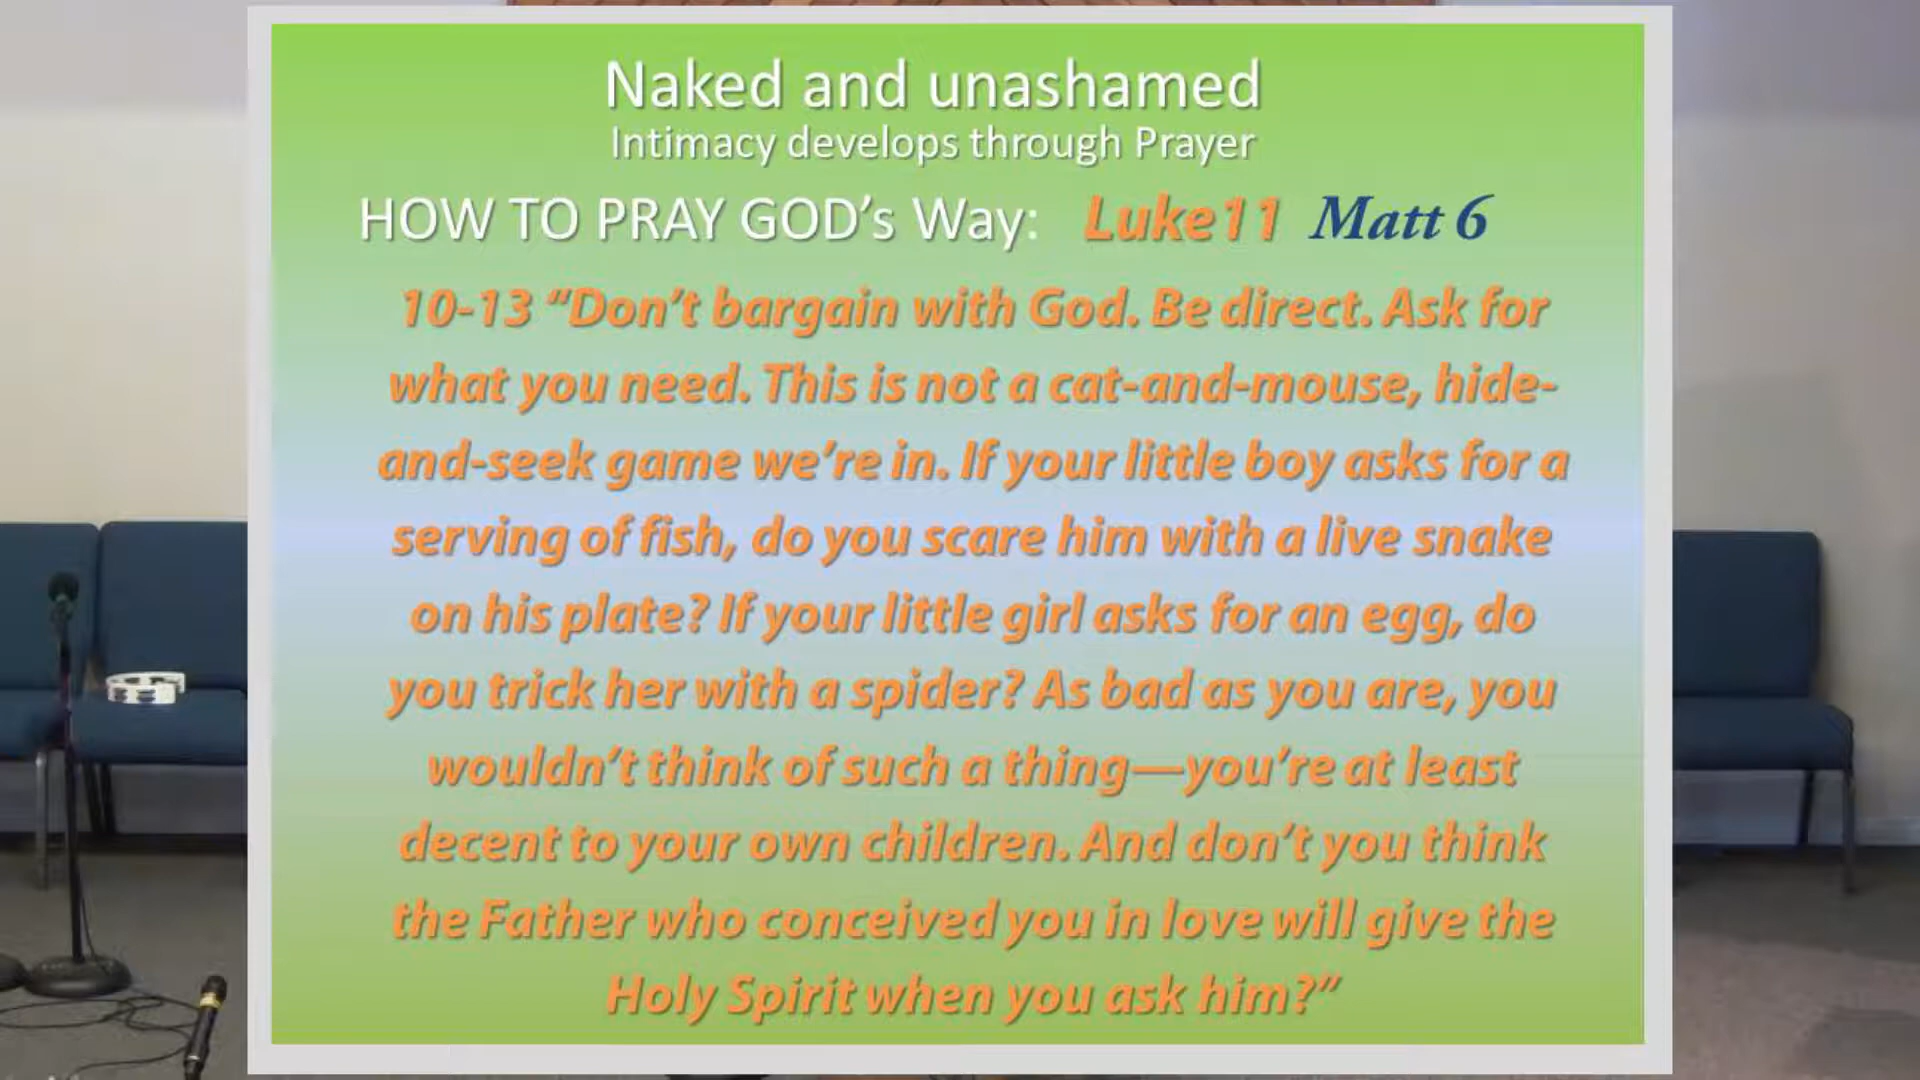 Naked and unashamed
Intimacy develops through Prayer
HOW TO PRAY GOD’s Way: Luke11 Matt 6
10-13 “Don’t bargain with God. Be direct. Ask for
what you need. This is not a cat-and-mouse, hide-
and-seek game we’re in. If your little boy asks for a
serving of fish, do you scare him with a live snake
on his plate? If your little girl asks for an egg, do
you trick her with a spider? As bad as you are, you
wouldn’t think of such a thing—you’re at least
decent to your own children. And don’t you think
the Father who conceived you in love will give the
Holy Spirit when you ask him?”